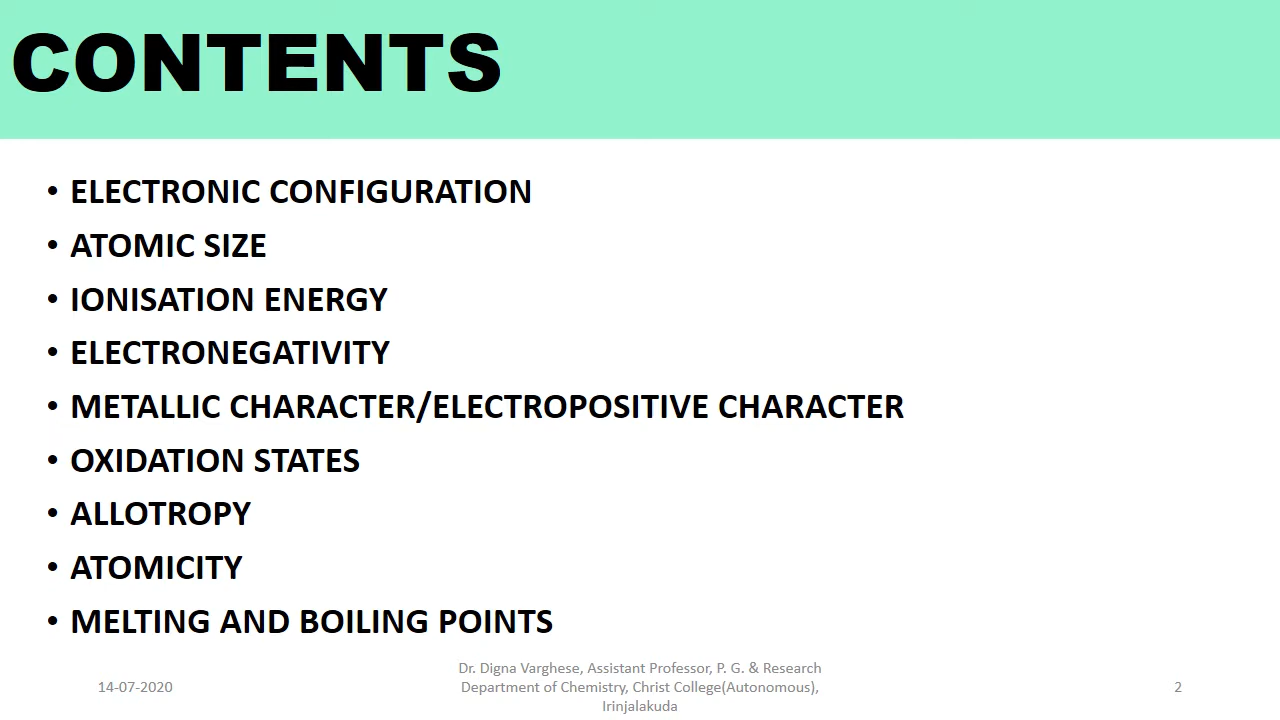 CONTENTS
• ELECTRONIC CONFIGURATION
• ATOMIC SIZE
• IONISATION ENERGY
• ELECTRONEGATIVITY
• METALLIC CHARACTER/ELECTROPOSITIVE CHARACTER
• OXIDATION STATES
• ALLOTROPY
• ATOMICITY
• MELTING AND BOILING POINTS
14-07-2020
Dr. Digna Varghese, Assistant Professor, P. G. & Research
Department of Chemistry, Christ College(Autonomous),
Irinjalakuda
2